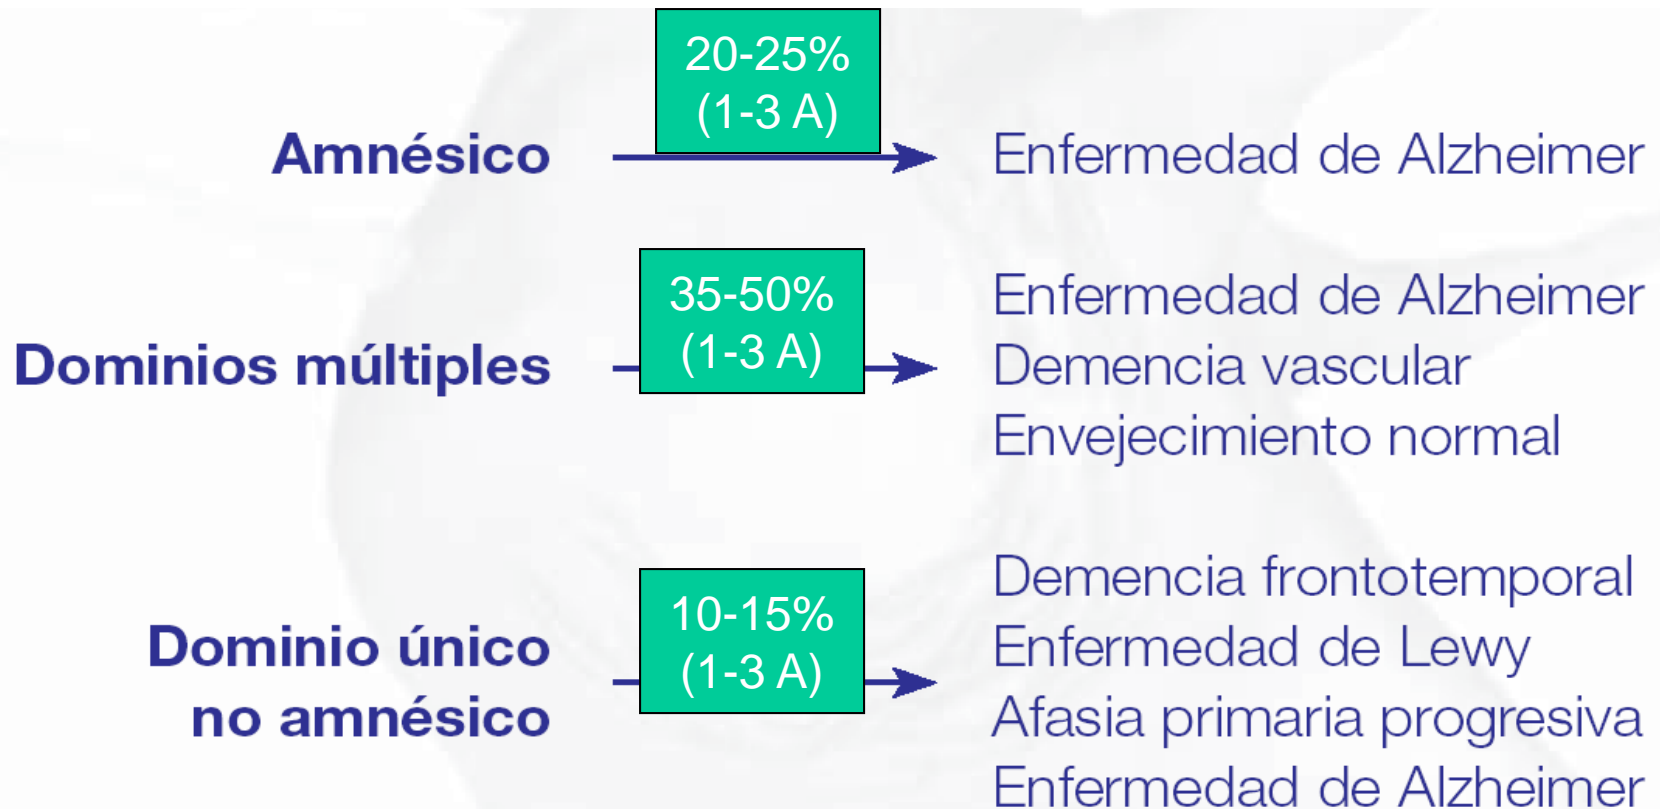 20-25%
(1-3 A)
Amnésico
Enfermedad de Alzheimer
35-50%
(1-3 A)
Dominios múltiples
Enfermedad de Alzheimer
Demencia vascular
Envejecimiento normal
10-15%
(1-3 A)
Dominio único
no amnésico
Demencia frontotemporal
Enfermedad de Lewy
Afasia primaria progresiva
Enfermedad de Alzheimer